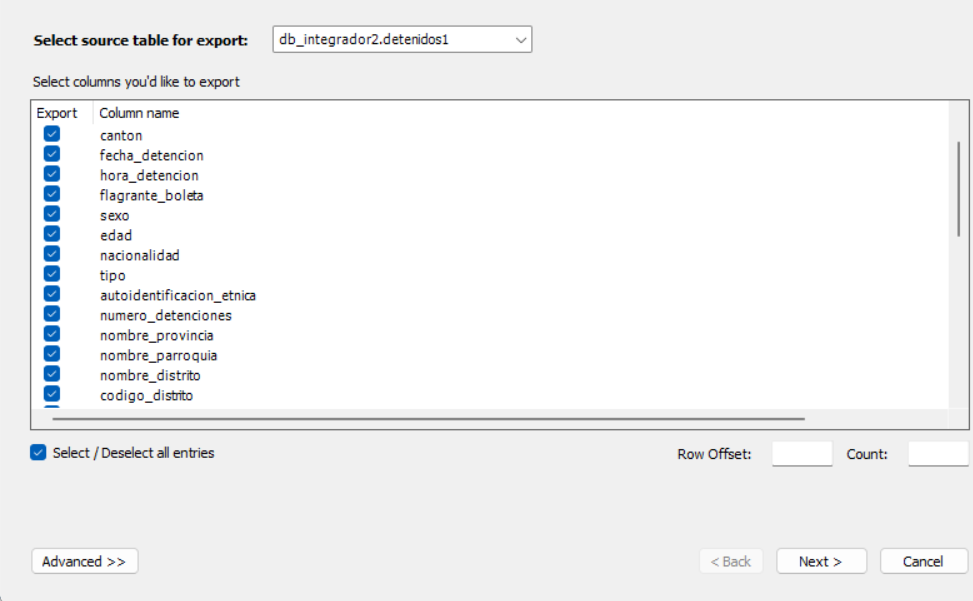 Select source table for export: db_integrador2.detenidos1
Select columns you'd like to export
Export Column name
canton
fecha_detencion
hora_detencion
flagrante_boleta
sexo
edad
nacionalidad
tipo
autoidentificacion_etnica
numero_detenciones
nombre_provincia
nombre_parroquia
nombre_distrito
codigo_distrito
Select / Deselect all entries Row Offset: Count:
Advanced >> < Back Next > Cancel